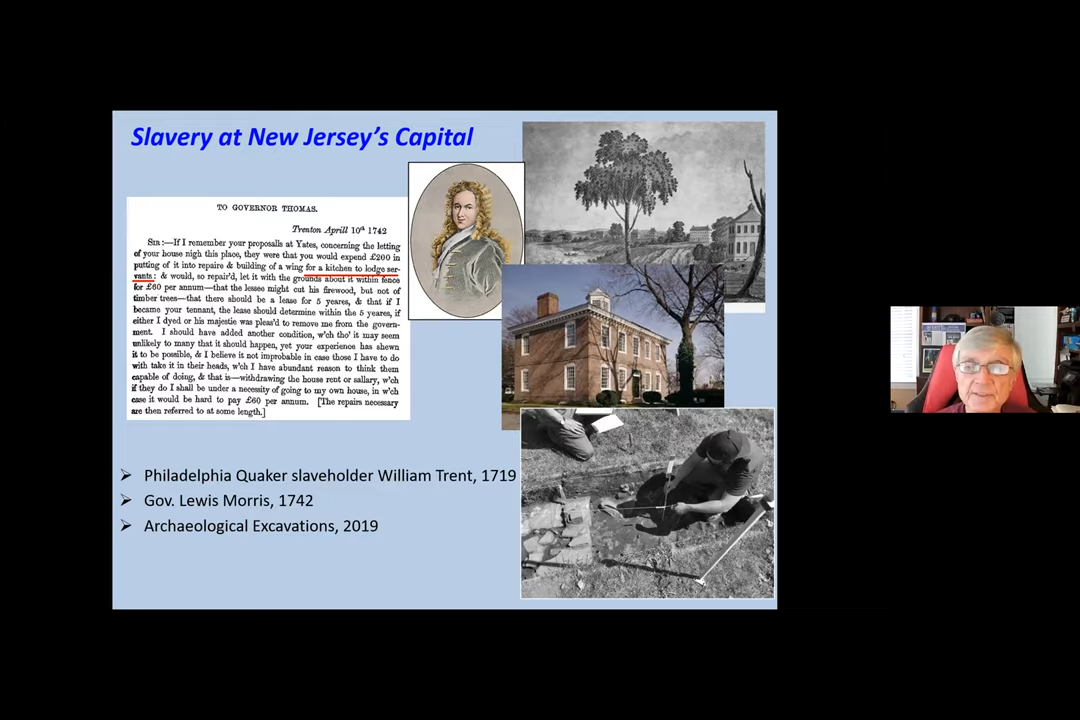 Slavery at New Jersey's Capital
TO GOVERNOR THOMAS.
Trenton Aprill 10th 1742
SIR:—If I remember your proposals at Yates, concerning the letting
of your house nigh this place, they were that you would expend £200 in
putting of it into repaire & building of a wing for a kitchen to lodge ser-
vants: & would, so repair'd, let it with the grounds about it within fence
for £60 per annum—that the lessee might cut his firewood, but not of
timber trees—that there should be a lease for 5 yeares, & that if I
became your tennant, the lease should determine within the 5 yeares, if
either I dyed or his majestie was pleas'd to remove me from the govern-
ment. I should have added another condition, w'ch tho' it may seem
unlikely to many that it should happen, yet your experience has shewn
it to be possible, & I believe it not improbable in case those I have to do
with take it in their heads, w'ch I have abundant reason to think them
capable of doing, & that is—withdrawing the house rent or sallary, w'ch
if they do I shall be under a necessity of going to my own house, in w'ch
case it would be hard to pay £60 per annum. [The repairs necessary
are then referred to at some length.]
➢ Philadelphia Quaker slaveholder William Trent, 1719
➢ Gov. Lewis Morris, 1742
➢ Archaeological Excavations, 2019